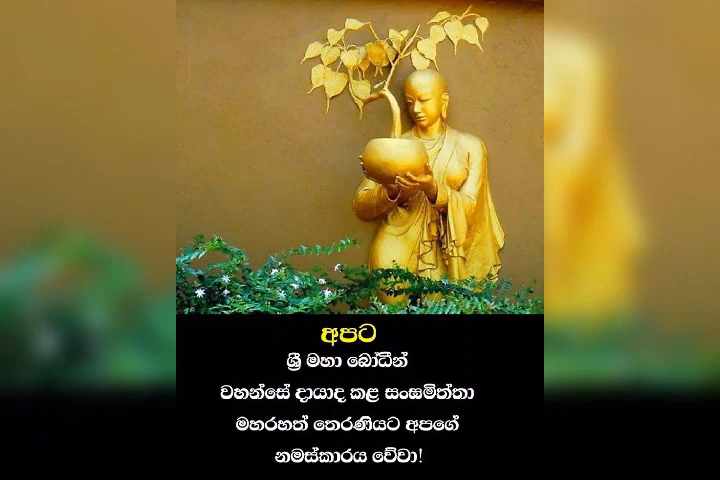 අපට
ශ්‍රී මහා බෝධීන්
වහන්සේ දායාද කළ සංඝමිත්තා
මහරහත් තෙරණියට අපගේ
නමස්කාරය වේවා!